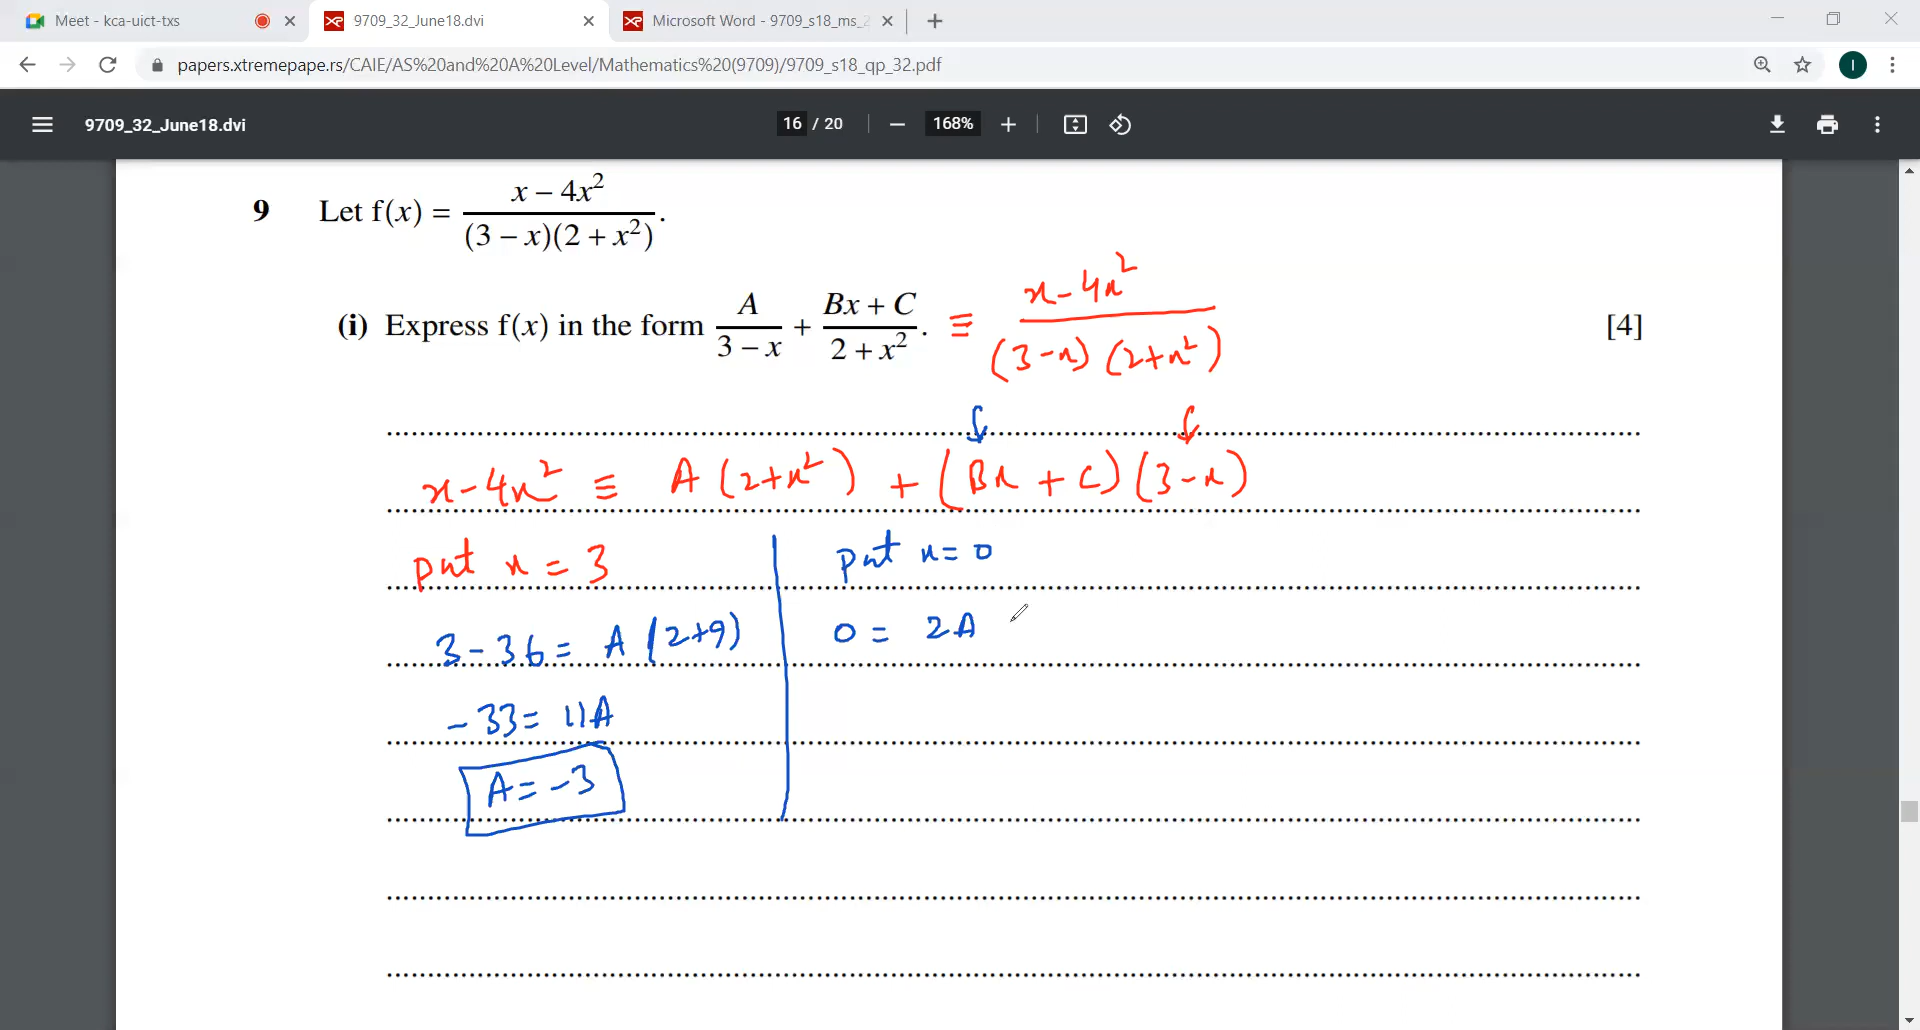 Meet - kca-uict-txs
9709_32_June18.dvi
Microsoft Word - 9709_s18_ms_
papers.xtremepape.rs/CAIE/AS%20and%20A%20Level/Mathematics%20(9709)/9709_s18_qp_32.pdf
I
9709_32_June18.dvi
16 / 20
168%
9 Let f(x) = (x − 4x²)/((3 − x)(2 + x²)).
(i) Express f(x) in the form A/(3 − x) + (Bx + C)/(2 + x²). ≡ (x - 4x²)/((3-x)(2+x²)) [4]
x - 4x² ≡ A(2+x²) + (Bx + C)(3-x)
put x = 3
put x = 0
3 - 36 = A(2+9)
0 = 2A
-33 = 11A
A = -3